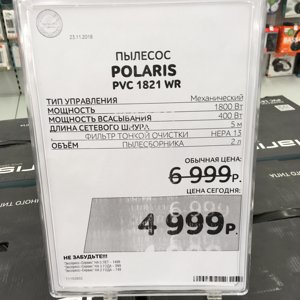 23.11.2018
ПЫЛЕСОС
POLARIS
PVC 1821 WR
ТИП УПРАВЛЕНИЯ Механический
МОЩНОСТЬ 1800 Вт
МОЩНОСТЬ ВСАСЫВАНИЯ 400 Вт
ДЛИНА СЕТЕВОГО ШНУРА 5 м
ФИЛЬТР ТОНКОЙ ОЧИСТКИ HEPA 13
ОБЪЁМ ПЫЛЕСБОРНИКА 2 л
ОБЫЧНАЯ ЦЕНА:
6 999Р.
ЦЕНА СЕГОДНЯ:
4 999Р.
НЕ ЗАБУДЬТЕ!!!